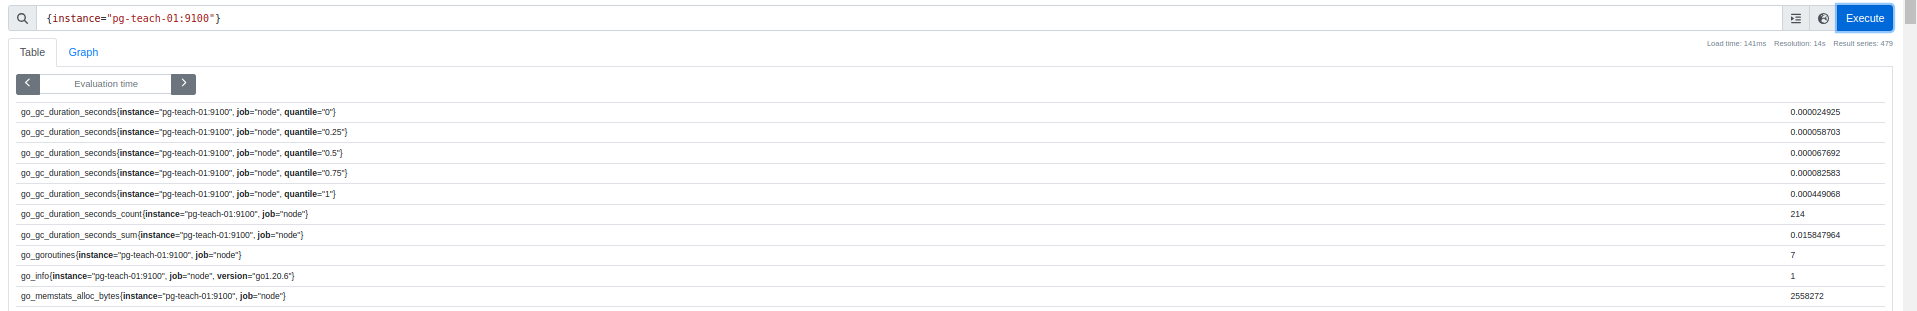 {instance="pg-teach-01:9100"}
Execute
Table Graph
Load time: 141ms Resolution: 14s Result series: 479
Evaluation time
go_gc_duration_seconds{instance="pg-teach-01:9100", job="node", quantile="0"} 0.000024925
go_gc_duration_seconds{instance="pg-teach-01:9100", job="node", quantile="0.25"} 0.000058703
go_gc_duration_seconds{instance="pg-teach-01:9100", job="node", quantile="0.5"} 0.000067692
go_gc_duration_seconds{instance="pg-teach-01:9100", job="node", quantile="0.75"} 0.000082583
go_gc_duration_seconds{instance="pg-teach-01:9100", job="node", quantile="1"} 0.000449068
go_gc_duration_seconds_count{instance="pg-teach-01:9100", job="node"} 214
go_gc_duration_seconds_sum{instance="pg-teach-01:9100", job="node"} 0.015847964
go_goroutines{instance="pg-teach-01:9100", job="node"} 7
go_info{instance="pg-teach-01:9100", job="node", version="go1.20.6"} 1
go_memstats_alloc_bytes{instance="pg-teach-01:9100", job="node"} 2558272